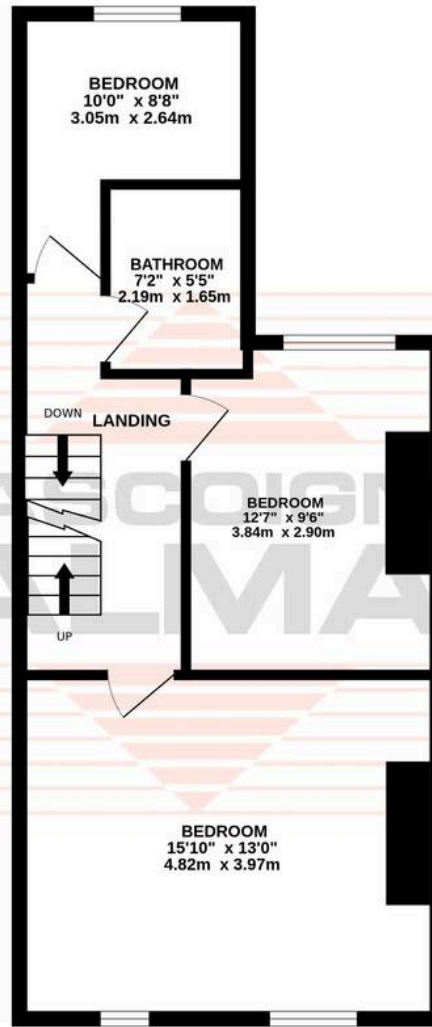 BEDROOM
10'0" x 8'8"
3.05m x 2.64m
BATHROOM
7'2" x 5'5"
2.19m x 1.65m
DOWN
LANDING
BEDROOM
12'7" x 9'6"
3.84m x 2.90m
UP
BEDROOM
15'10" x 13'0"
4.82m x 3.97m